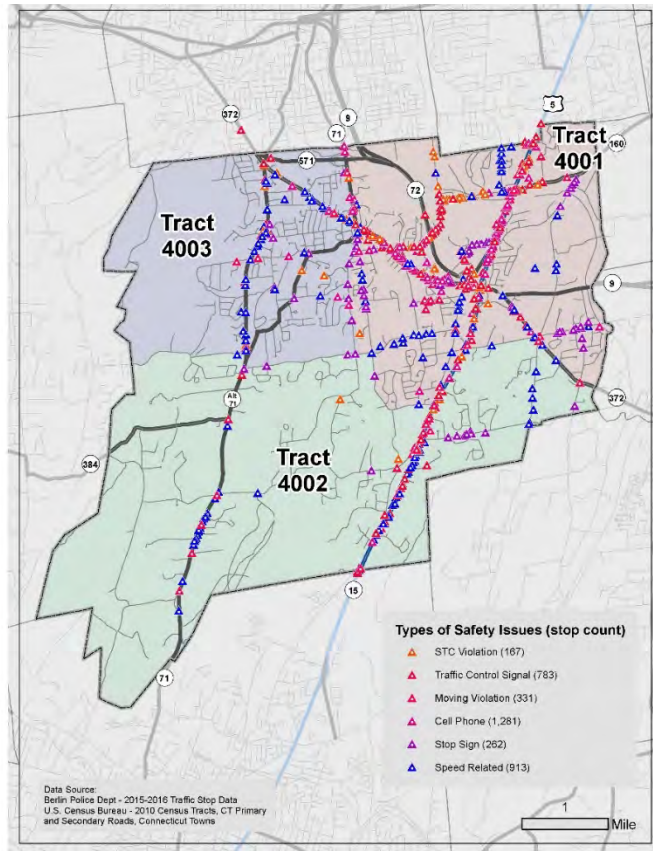 372
9
71
5
571
Tract
4001
160
72
Tract
4003
9
Alt
71
372
384
Tract
4002
15
71
Types of Safety Issues (stop count)
STC Violation (167)
Traffic Control Signal (783)
Moving Violation (331)
Cell Phone (1,281)
Stop Sign (262)
Speed Related (913)
Data Source:
Berlin Police Dept - 2015-2016 Traffic Stop Data
U.S. Census Bureau - 2010 Census Tracts, CT Primary
and Secondary Roads, Connecticut Towns
1
Mile